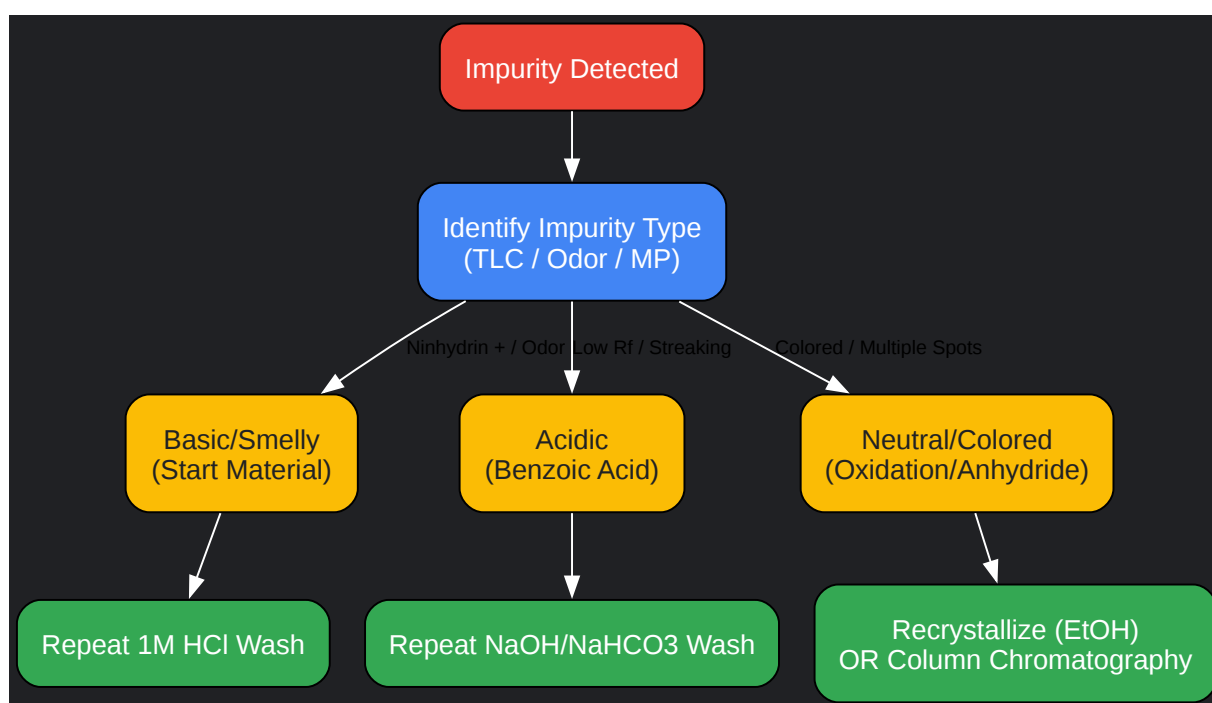 Impurity Detected
Identify Impurity Type
(TLC / Odor / MP)
Ninhydrin + / Odor
Low Rf / Streaking
Colored / Multiple Spots
Basic/Smelly
(Start Material)
Acidic
(Benzoic Acid)
Neutral/Colored
(Oxidation/Anhydride)
Repeat 1M HCl Wash
Repeat NaOH/NaHCO3 Wash
Recrystallize (EtOH)
OR Column Chromatography